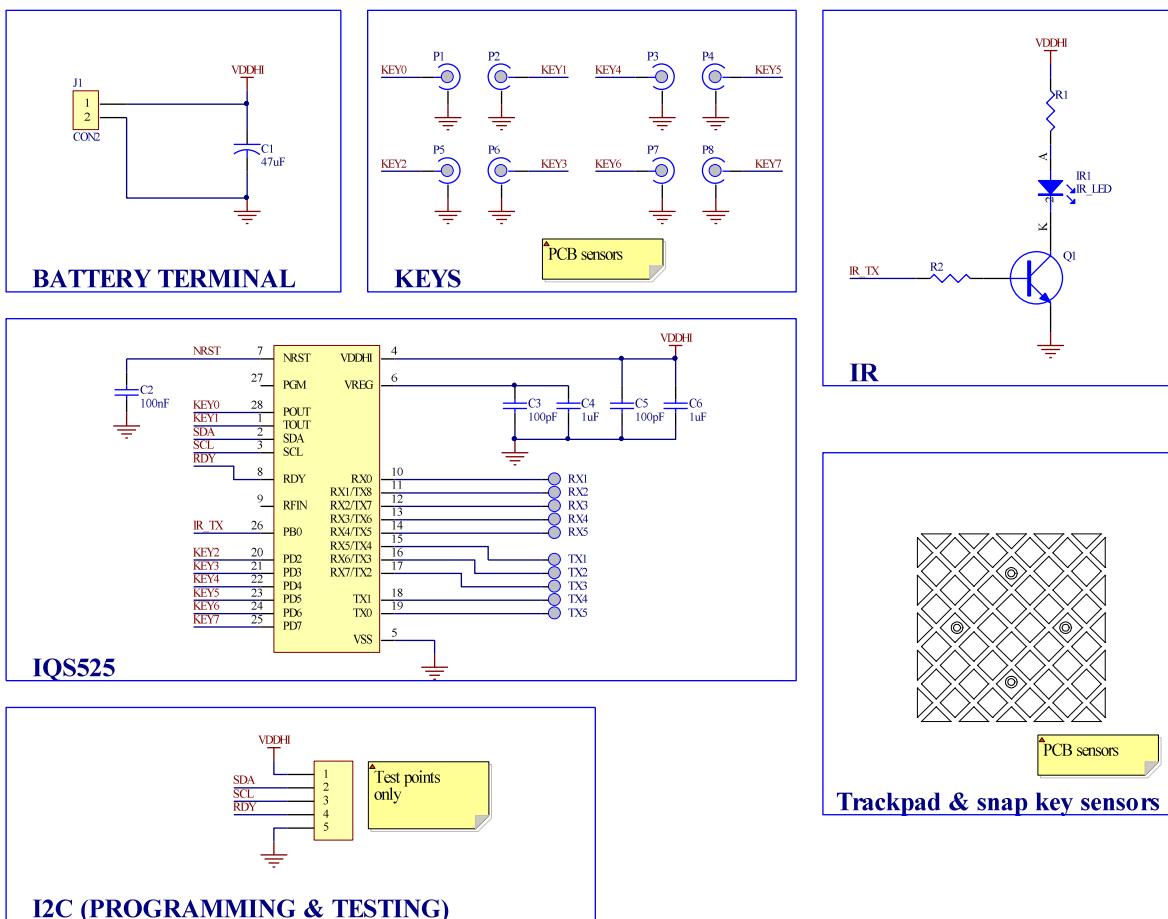 J1
1
2
CON2
VDDHI
C1
47uF
BATTERY TERMINAL
P1 P2 P3 P4
KEY0 KEY1 KEY4 KEY5
P5 P6 P7 P8
KEY2 KEY3 KEY6 KEY7
PCB sensors
KEYS
VDDHI
R1
A
IR1
IR_LED
2
K
Q1
IR_TX R2
IR
NRST 7 NRST VDDHI 4 VDDHI
C2
100nF
27 PGM VREG 6
C3 C4 C5 C6
100pF 1uF 100pF 1uF
KEY0 28 POUT
KEY1 1 TOUT
SDA 2 SDA
SCL 3 SCL
RDY
8 RDY RX0 10 RX1
RX1/TX8 11 RX2
9 RFIN RX2/TX7 12 RX3
RX3/TX6 13 RX4
IR_TX 26 PB0 RX4/TX5 14 RX5
RX5/TX4 15 TX1
KEY2 20 PD2 RX6/TX3 16 TX2
KEY3 21 PD3 RX7/TX2 17 TX3
KEY4 22 PD4
KEY5 23 PD5 TX1 18 TX4
KEY6 24 PD6 TX0 19 TX5
KEY7 25 PD7
VSS 5
IQS525
PCB sensors
Trackpad & snap key sensors
VDDHI
1
SDA 2
SCL 3
RDY 4
5
Test points
only
I2C (PROGRAMMING & TESTING)